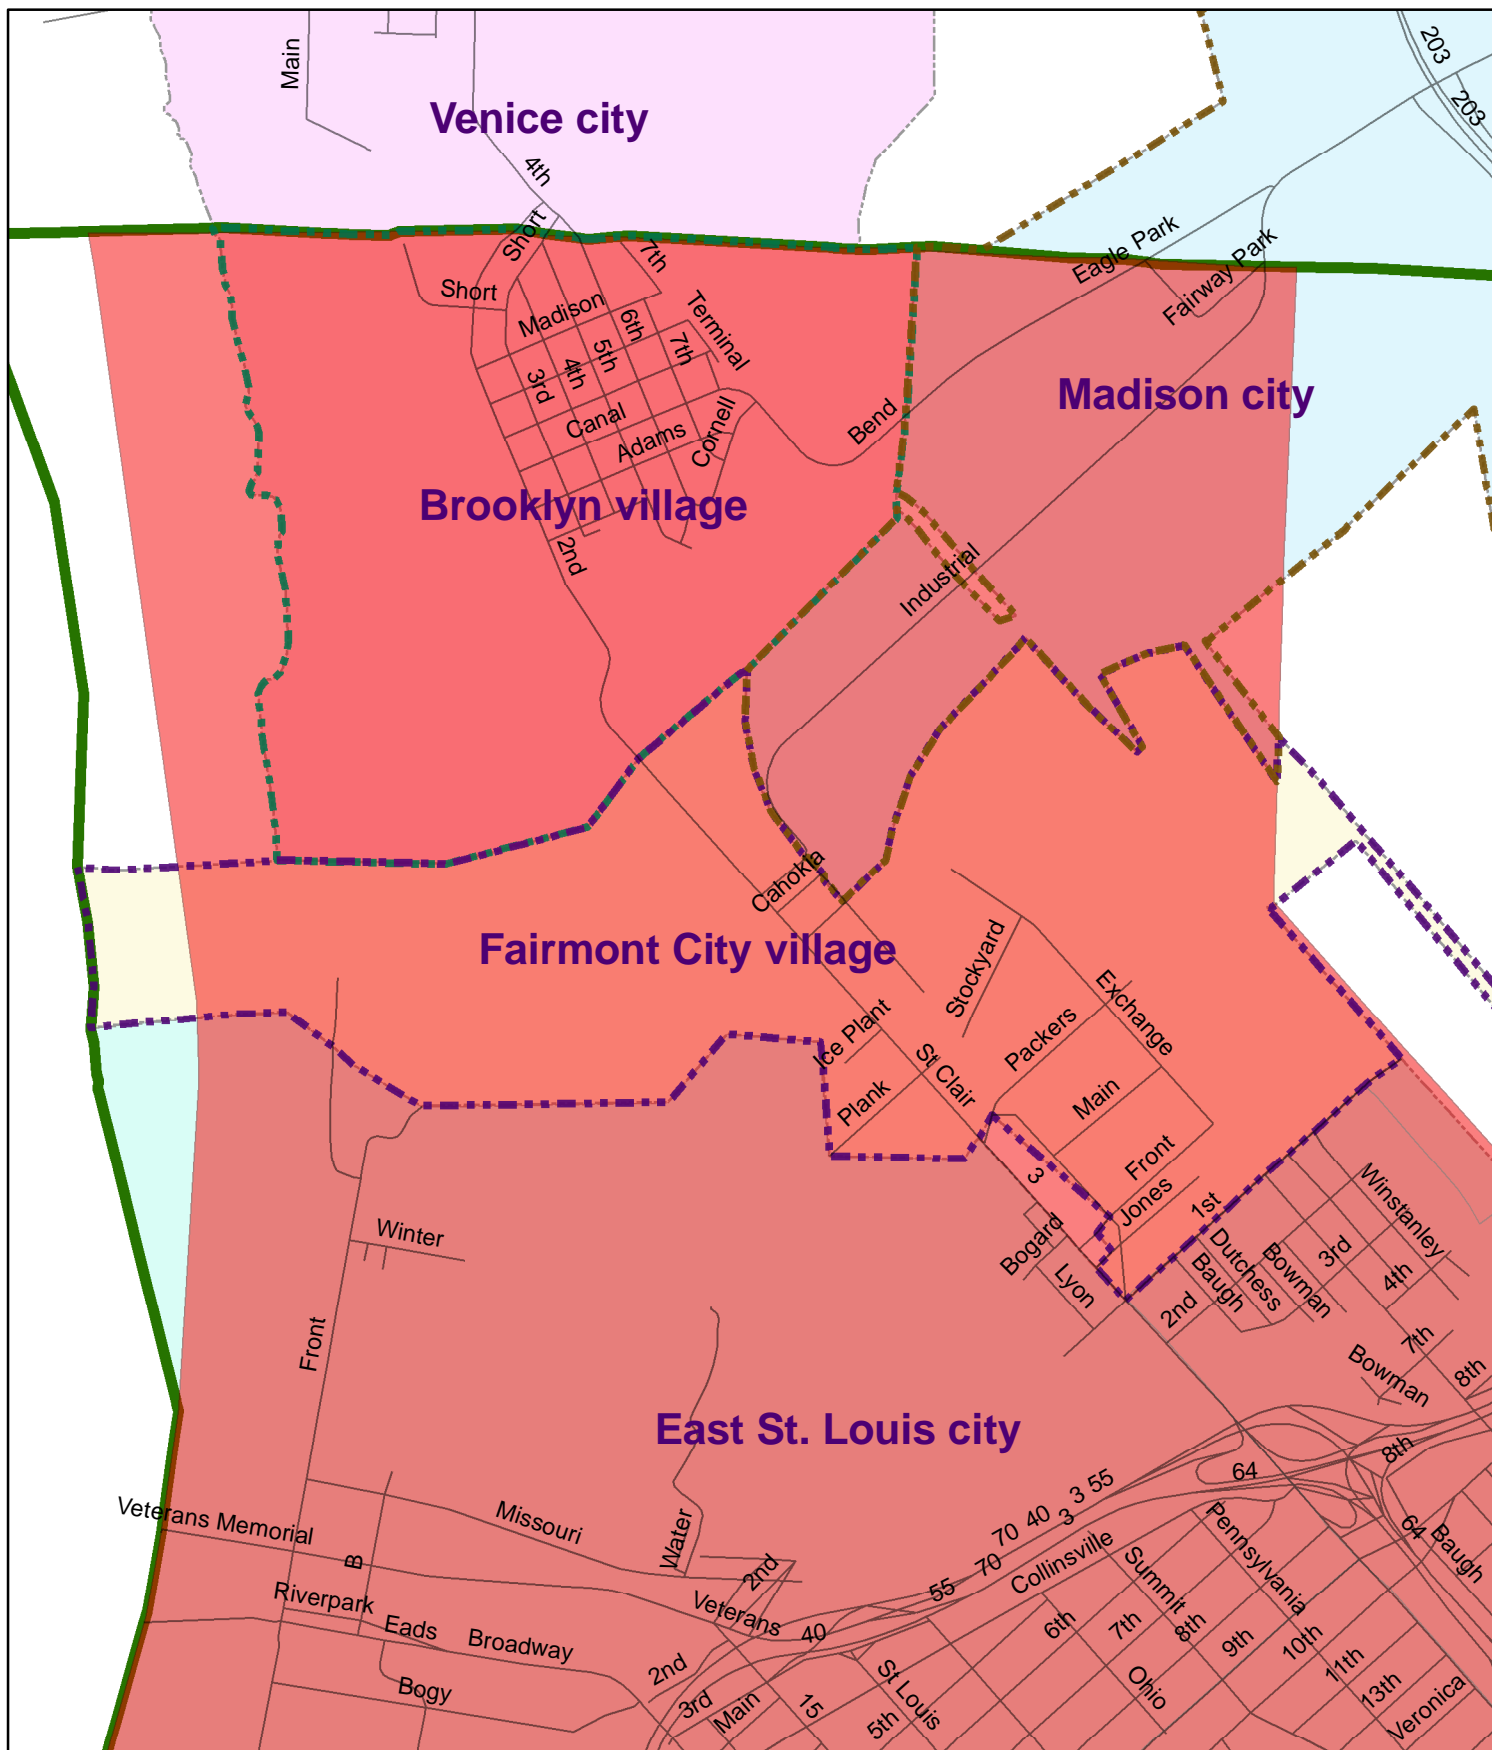 203
203
Main
Venice city
4th
Short
7th
Eagle Park
Fairway Park
Short
Madison
6th
Terminal
5th
7th
4th
3rd
Madison city
Canal
Adams
Cornell
Bend
Brooklyn village
2nd
Industrial
Cahokia
Fairmont City village
Stockyard
Exchange
Ice Plant
Packers
St Clair
Plank
Main
Front
3
Jones
1st
Winstanley
Winter
Bogard
Dutchess
Bowman
3rd
Lyon
Baugh
4th
2nd
Front
7th
Bowman
8th
East St. Louis city
8th
64
55
3
3
40
70
Veterans Memorial
Missouri
Pennsylvania
64
Baugh
Water
B
Collinsville
Summit
70
2nd
55
Riverpark
Veterans
Eads
Broadway
40
6th
7th
8th
9th
10th
11th
2nd
St Louis
Ohio
13th
Bogy
3rd
Main
15
5th
Veronica